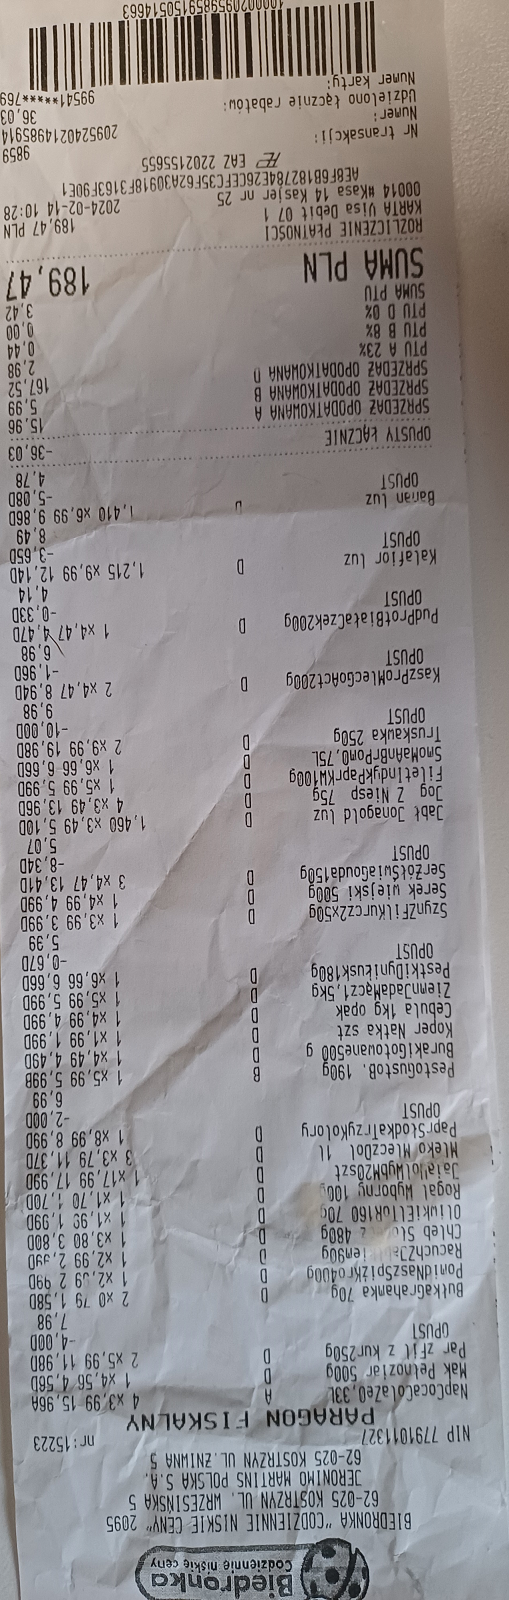 Biedronka
Codziennie niskie ceny
BIEDRONKA "CODZIENNIE NISKIE CENY" 2095
62-025 KOSTRZYN UL. WRZESIŃSKA 5
JERONIMO MARTINS POLSKA S.A.
62-025 KOSTRZYN UL.ŻNIWNA 5
NIP 7791011327 nr:15223
PARAGON FISKALNY
NapCocaColaZe0,33L A 4 x3,99 15,96A
Mak Pełnoziar 500g D 1 x4,56 4,56D
Par zFil z kur250g D 2 x5,99 11,98D
OPUST -4,00D
7,98
BułkaGrahamka 70g D 2 x0,79 1,58D
PomidNaszSpiżKro400g D 2,99D
90g D 1 x2,99 2,99D
Chleb 480g D 1 x3,80 3,80D
70g D 1 x1,99 1,99D
Rogal Wyborny 100g D 1 x1,70 1,70D
D 1 x17,99 17,99D
Mleko MleczDol 1L D 3 x3,79 11,37D
PaprSłodkaTrzykolory D 1 x8,99 8,99D
OPUST -2,00D
6,99
PestoGustoB. 190g B 1 x5,99 5,99B
BurakiGotowane500 g D 1 x4,49 4,49D
Koper Natka szt D 1 x1,99 1,99D
Cebula 1kg opak D 1 x4,99 4,99D
ZiemnJadaMącz1,5kg D 1 x5,99 5,99D
PestkiDyniŁusk180g D 1 x6,66 6,66D
OPUST -0,67D
5,99
SzynZFilKurcz2x50g D 1 x3,99 3,99D
Serek wiejski 500g D 1 x4,99 4,99D
SerŻółŚwiaGouda150g D 3 x4,47 13,41D
OPUST -8,34D
5,07
Jabł Jonagold luz D 1,460 x3,49 5,10D
Jog Z Niesp 75g D 4 x3,49 13,96D
FiletIndykPaprKW100g D 1 x5,99 5,99D
SmoMaAnBrPom0,75L D 1 x6,66 6,66D
Truskawka 250g D 2 x9,99 19,98D
OPUST -10,00D
9,98
KaszProMlecGoAct200g D 2 x4,47 8,94D
OPUST -1,96D
6,98
PudProtBiałaCzek200g D 1 x4,47 4,47D
OPUST -0,33D
4,14
Kalafior luz D 1,215 x9,99 12,14D
OPUST -3,65D
8,49
Banan luz D 1,410 x6,99 9,86D
OPUST -5,08D
4,78
OPUSTY ŁĄCZNIE -36,03
SPRZEDAŻ OPODATKOWANA A 15,96
SPRZEDAŻ OPODATKOWANA B 5,99
SPRZEDAŻ OPODATKOWANA D 167,52
PTU A 23% 2,98
PTU B 8% 0,44
PTU D 0% 0,00
SUMA PTU 3,42
SUMA PLN 189,47
ROZLICZENIE PŁATNOŚCI
KARTA Visa Debit 07 1 189,47 PLN
00014 #Kasa 14 Kasjer nr 25 2024-02-14 10:28
AE8F6B182784E26CEFC35F62A30918F3163F90E1
EAZ 2202155655
Nr transakcji: 9859
Numer: 2095240214985914
Udzielono łącznie rabatów: 36,03
Numer karty: 99541******769